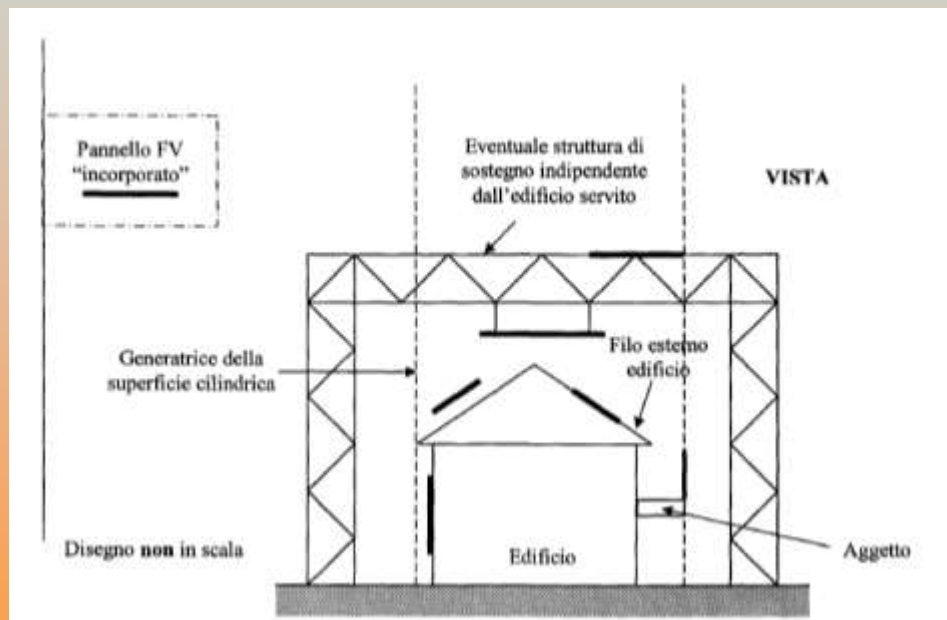 Pannello FV
“incorporato”
Eventuale struttura di
sostegno indipendente
dall’edificio servito
VISTA
Generatrice della
superficie cilindrica
Filo esterno
edificio
Disegno non in scala
Edificio
Aggetto